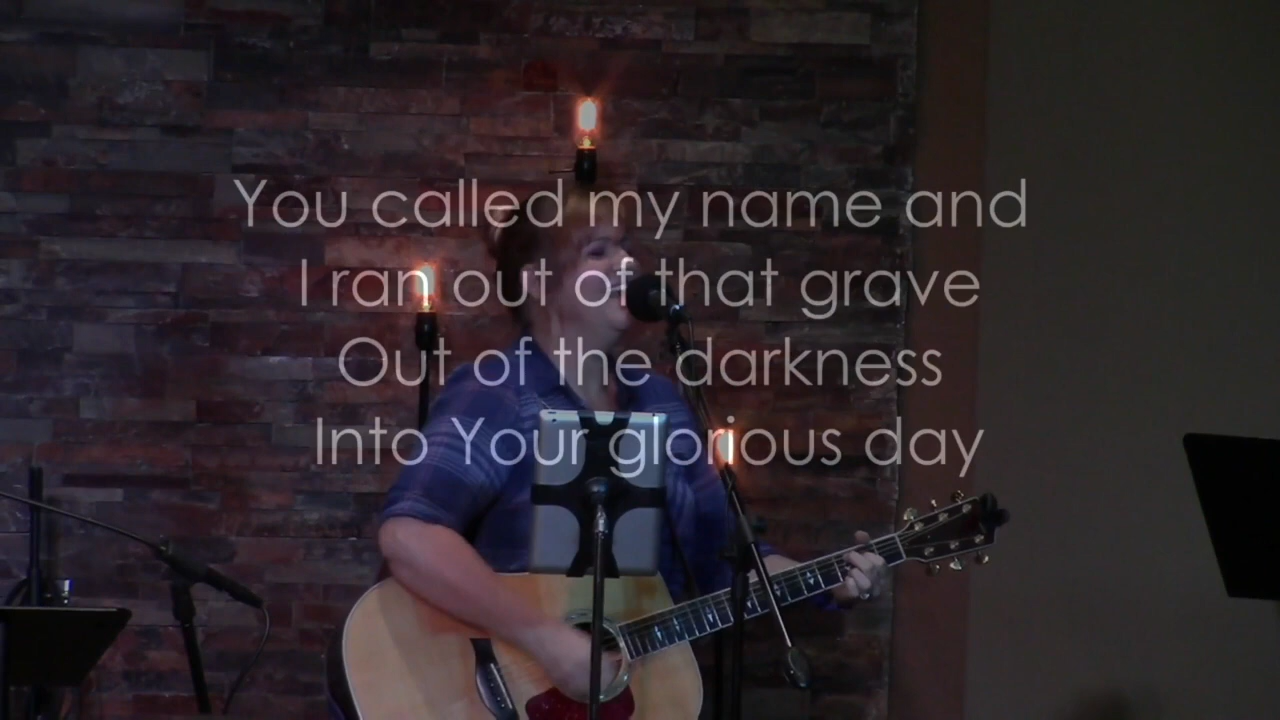 You called my name and
I ran out of that grave
Out of the darkness
Into Your glorious day